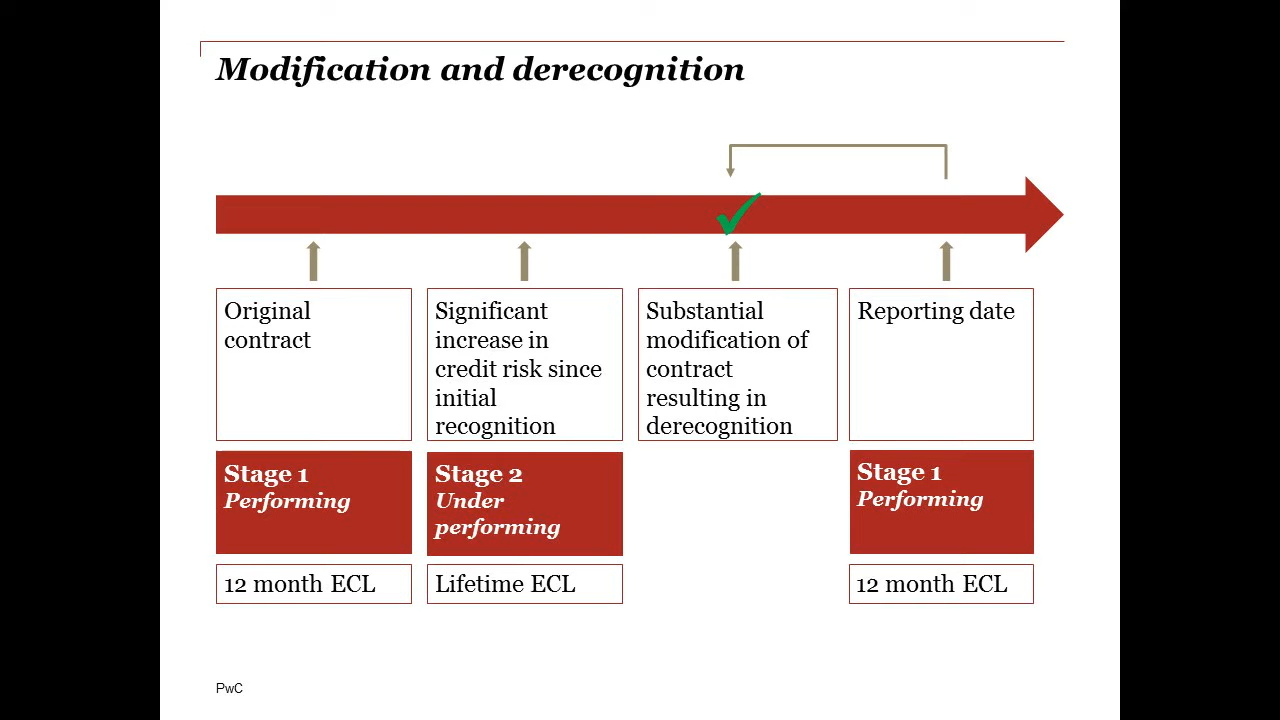 Modification and derecognition
Original
contract
Significant
increase in
credit risk since
initial
recognition
Substantial
modification of
contract
resulting in
derecognition
Reporting date
Stage 1
Performing
Stage 2
Under
performing
Stage 1
Performing
12 month ECL
Lifetime ECL
12 month ECL
PwC